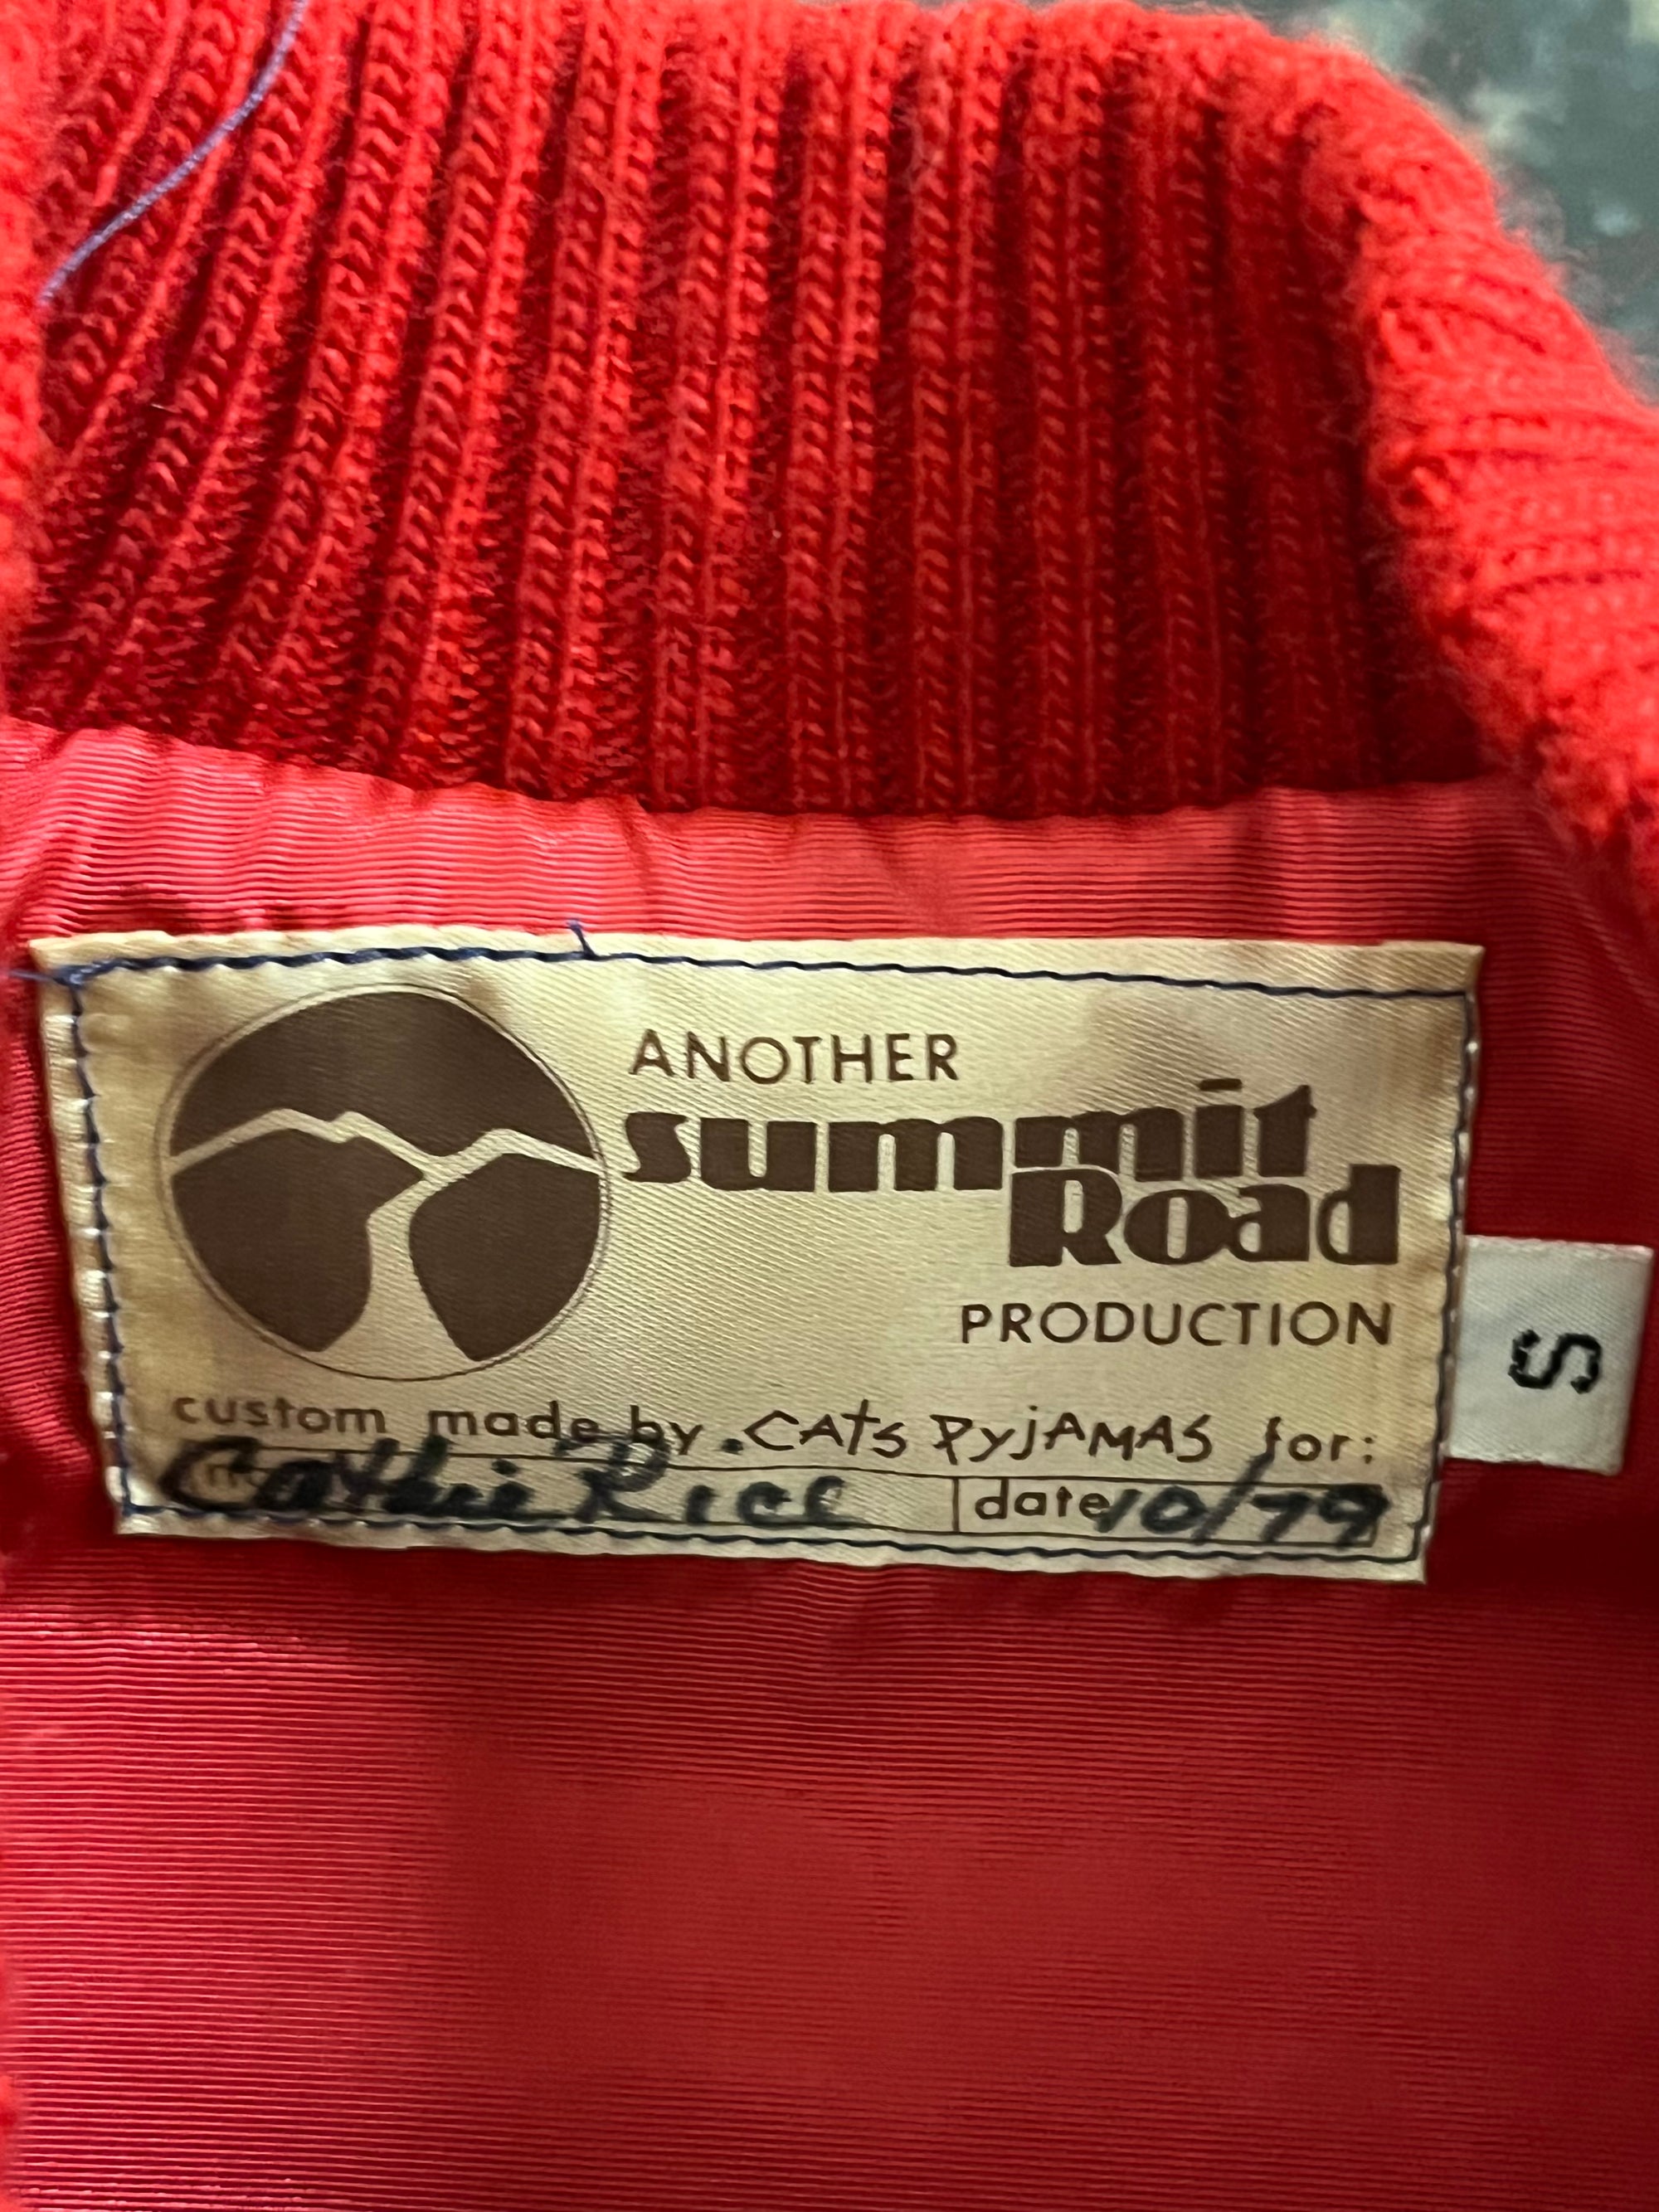 ANOTHER
summit
Road
PRODUCTION
S
custom made by .CATS PyjAMAS for:
Cathie Rice date 10/79